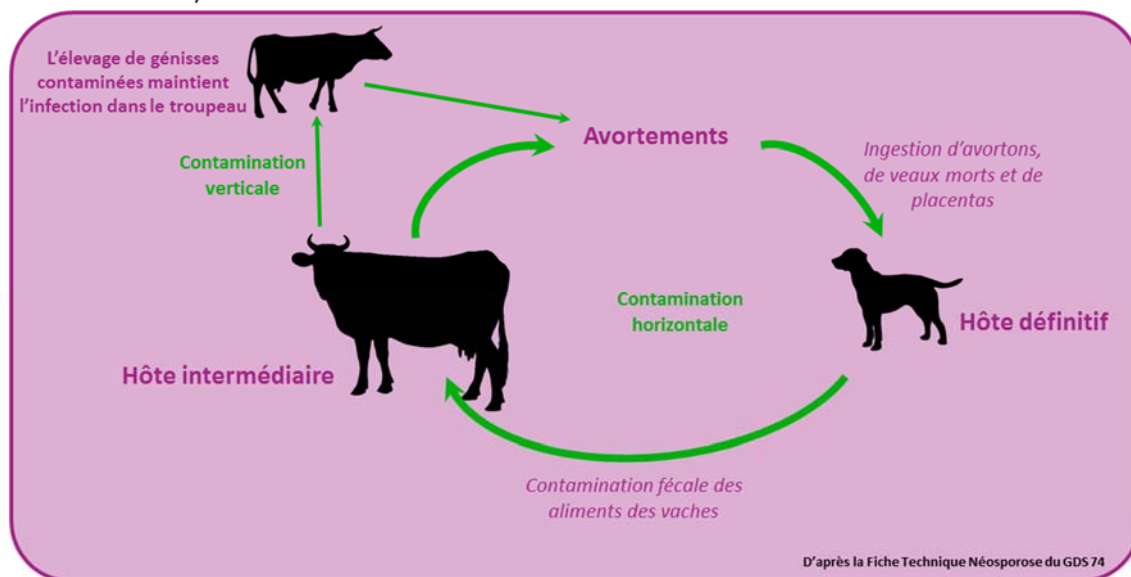 L'élevage de génisses
contaminées maintient
l'infection dans le troupeau
Avortements
Ingestion d'avortons,
de veaux morts et de
placentas
Contamination
verticale
Contamination
horizontale
Hôte définitif
Hôte intermédiaire
Contamination fécale des
aliments des vaches
D'après la Fiche Technique Néosporose du GDS 74